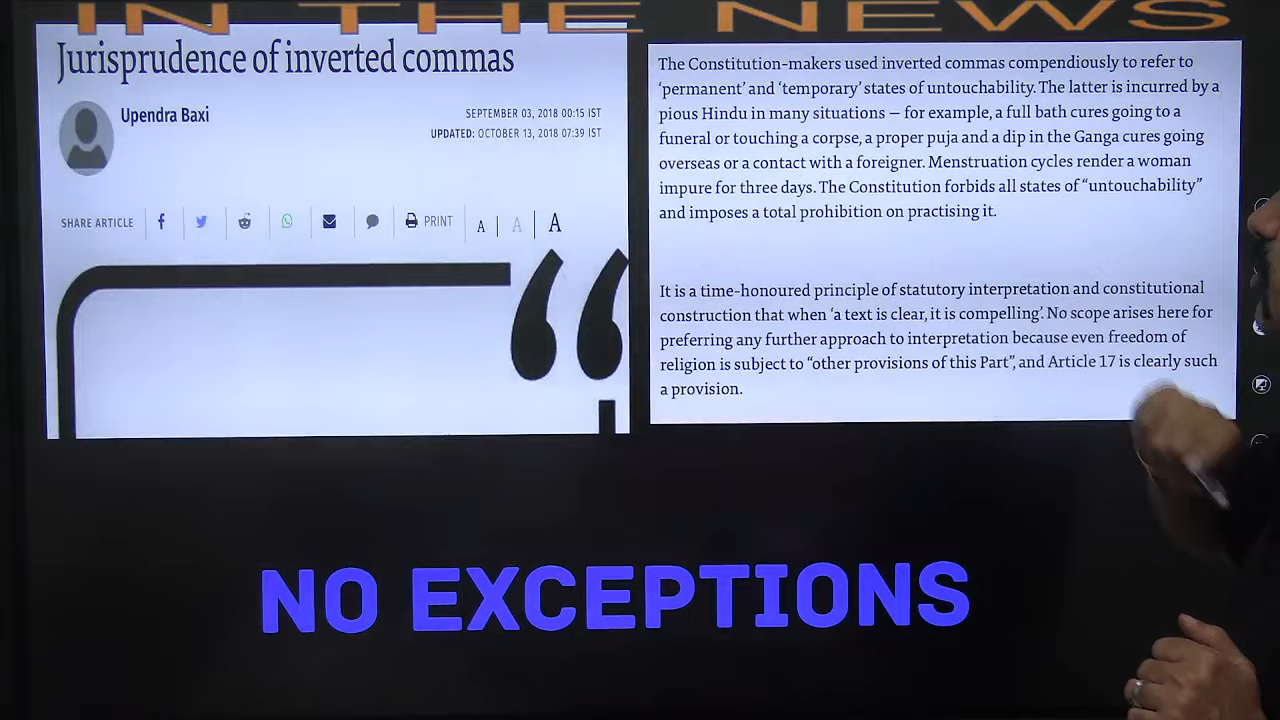 IN THE NEWS
Jurisprudence of inverted commas
Upendra Baxi
SEPTEMBER 03, 2018 00:15 IST
UPDATED: OCTOBER 13, 2018 07:39 IST
SHARE ARTICLE
PRINT
A A A
“
The Constitution-makers used inverted commas compendiously to refer to
‘permanent’ and ‘temporary’ states of untouchability. The latter is incurred by a
pious Hindu in many situations — for example, a full bath cures going to a
funeral or touching a corpse, a proper puja and a dip in the Ganga cures going
overseas or a contact with a foreigner. Menstruation cycles render a woman
impure for three days. The Constitution forbids all states of “untouchability”
and imposes a total prohibition on practising it.
It is a time-honoured principle of statutory interpretation and constitutional
construction that when ‘a text is clear, it is compelling’. No scope arises here for
preferring any further approach to interpretation because even freedom of
religion is subject to “other provisions of this Part”, and Article 17 is clearly such
a provision.
NO EXCEPTIONS